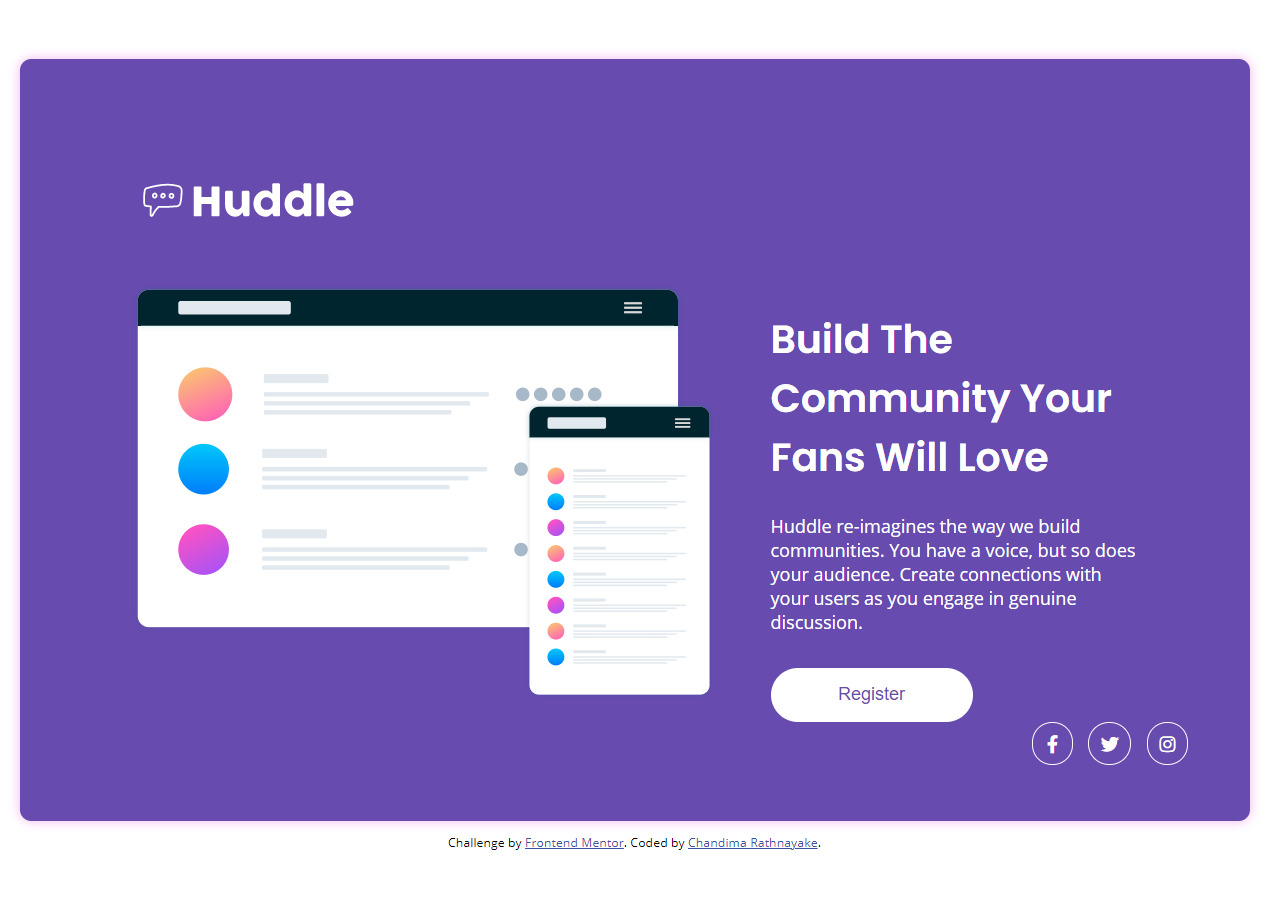 Huddle
Build The
Community Your
Fans Will Love
Huddle re-imagines the way we build
communities. You have a voice, but so does
your audience. Create connections with
your users as you engage in genuine
discussion.
Register
Challenge by Frontend Mentor. Coded by Chandima Rathnayake.